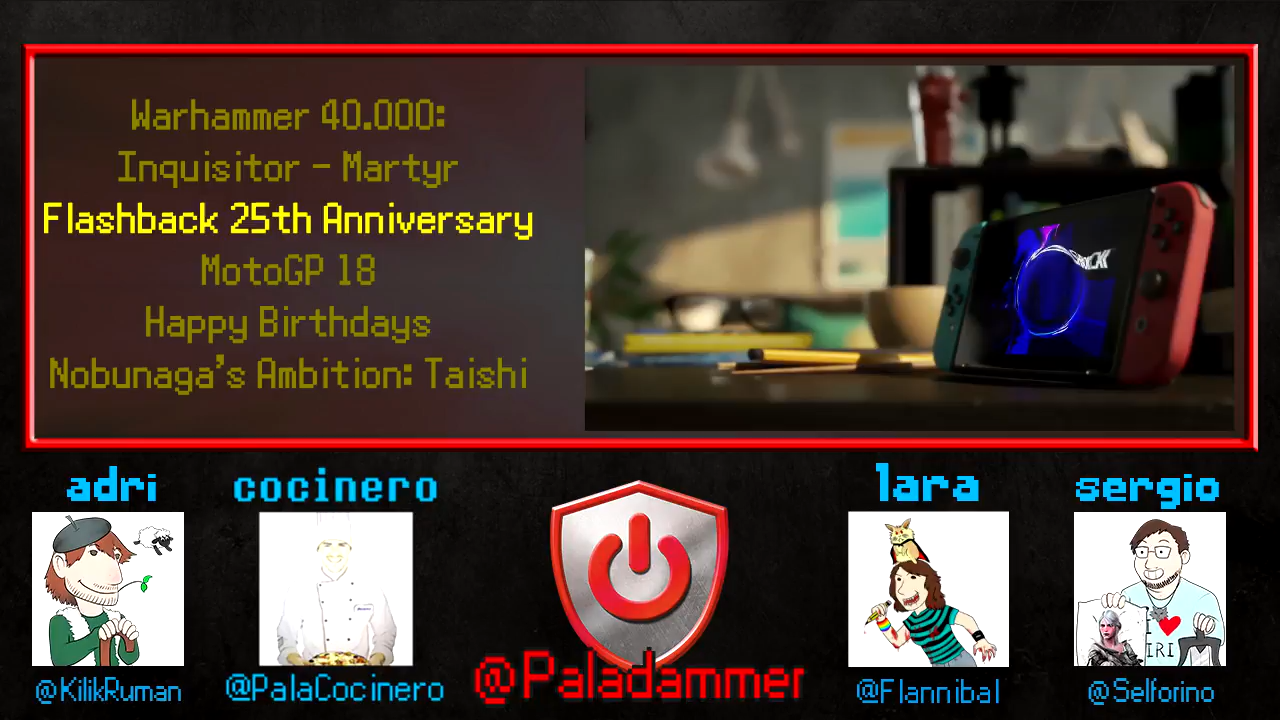 Warhammer 40.000:
Inquisitor - Martyr
Flashback 25th Anniversary
MotoGP 18
Happy Birthdays
Nobunaga's Ambition: Taishi
adri
cocinero
lara
sergio
I ♥
IRI
@KilikRuman
@PalaCocinero
@Paladammer
@Flannibal
@Selforino